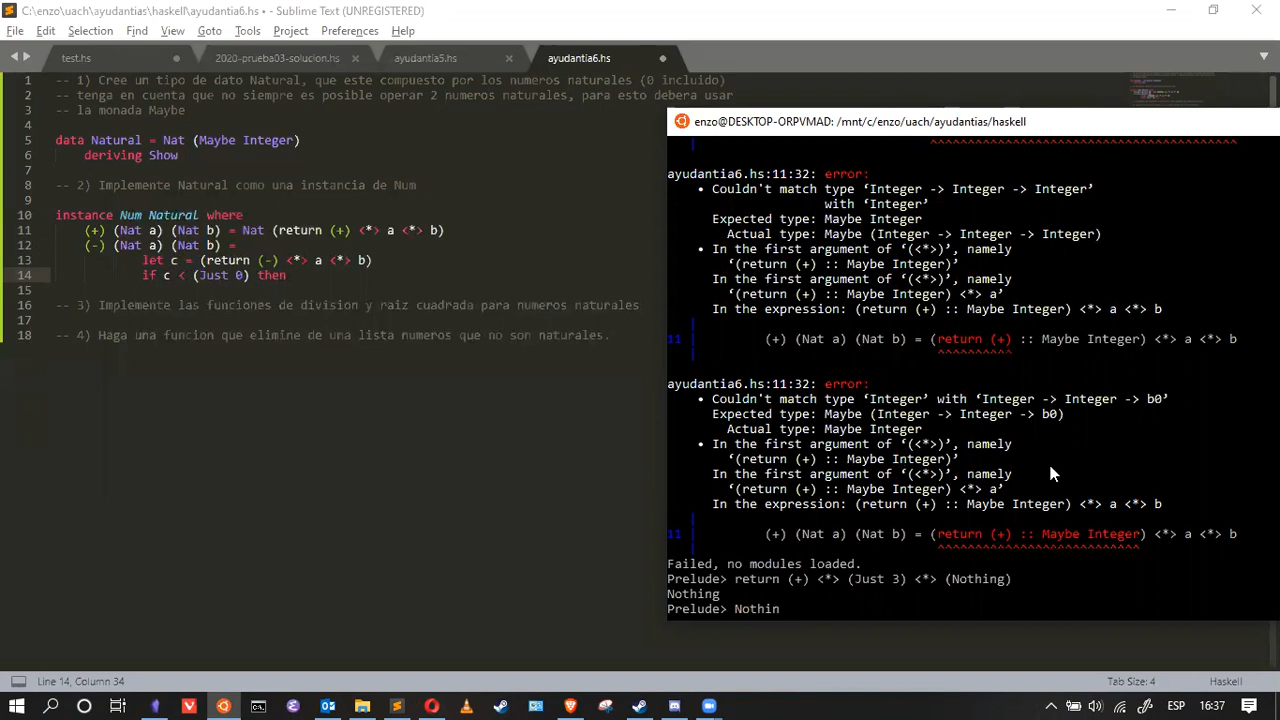 C:\enzo\uach\ayudantias\haskell\ayudantia6.hs • - Sublime Text (UNREGISTERED)
File Edit Selection Find View Goto Tools Project Preferences Help
test.hs 2020-prueba03-solucion.hs ayudantia5.hs ayudantia6.hs
1 -- 1) Cree un tipo de dato Natural, que este compuesto por los numeros naturales (0 incluido)
2 -- tenga en cuenta que no siempre es posible operar 2 numeros naturales, para esto debera usar
3 -- la monada Maybe
4
5 data Natural = Nat (Maybe Integer)
6 deriving Show
7
8 -- 2) Implemente Natural como una instancia de Num
9
10 instance Num Natural where
11 (+) (Nat a) (Nat b) = Nat (return (+) <*> a <*> b)
12 (-) (Nat a) (Nat b) =
13 let c = (return (-) <*> a <*> b)
14 if c < (Just 0) then
15
16 -- 3) Implemente las funciones de division y raiz cuadrada para numeros naturales
17
18 -- 4) Haga una funcion que elimine de una lista numeros que no son naturales.
enzo@DESKTOP-ORPVMAD: /mnt/c/enzo/uach/ayudantias/haskell
| ^^^^^^^^^^^^^^^^^^^^^^^^^^^^^^^^^^^^^^^^^
ayudantia6.hs:11:32: error:
• Couldn't match type ‘Integer -> Integer -> Integer’
with ‘Integer’
Expected type: Maybe Integer
Actual type: Maybe (Integer -> Integer -> Integer)
• In the first argument of ‘(<*>)’, namely
‘(return (+) :: Maybe Integer)’
In the first argument of ‘(<*>)’, namely
‘(return (+) :: Maybe Integer) <*> a’
In the expression: (return (+) :: Maybe Integer) <*> a <*> b
|
11 | (+) (Nat a) (Nat b) = (return (+) :: Maybe Integer) <*> a <*> b
| ^^^^^^^^^^
ayudantia6.hs:11:32: error:
• Couldn't match type ‘Integer’ with ‘Integer -> Integer -> b0’
Expected type: Maybe (Integer -> Integer -> b0)
Actual type: Maybe Integer
• In the first argument of ‘(<*>)’, namely
‘(return (+) :: Maybe Integer)’
In the first argument of ‘(<*>)’, namely
‘(return (+) :: Maybe Integer) <*> a’
In the expression: (return (+) :: Maybe Integer) <*> a <*> b
|
11 | (+) (Nat a) (Nat b) = (return (+) :: Maybe Integer) <*> a <*> b
| ^^^^^^^^^^^^^^^^^^^^^^^^^^^
Failed, no modules loaded.
Prelude> return (+) <*> (Just 3) <*> (Nothing)
Nothing
Prelude> Nothin
Line 14, Column 34 Tab Size: 4 Haskell
ESP 16:37